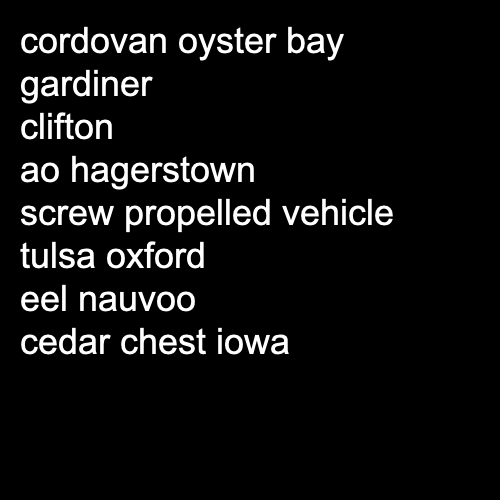 cordovan oyster bay
gardiner
clifton
ao hagerstown
screw propelled vehicle
tulsa oxford
eel nauvoo
cedar chest iowa